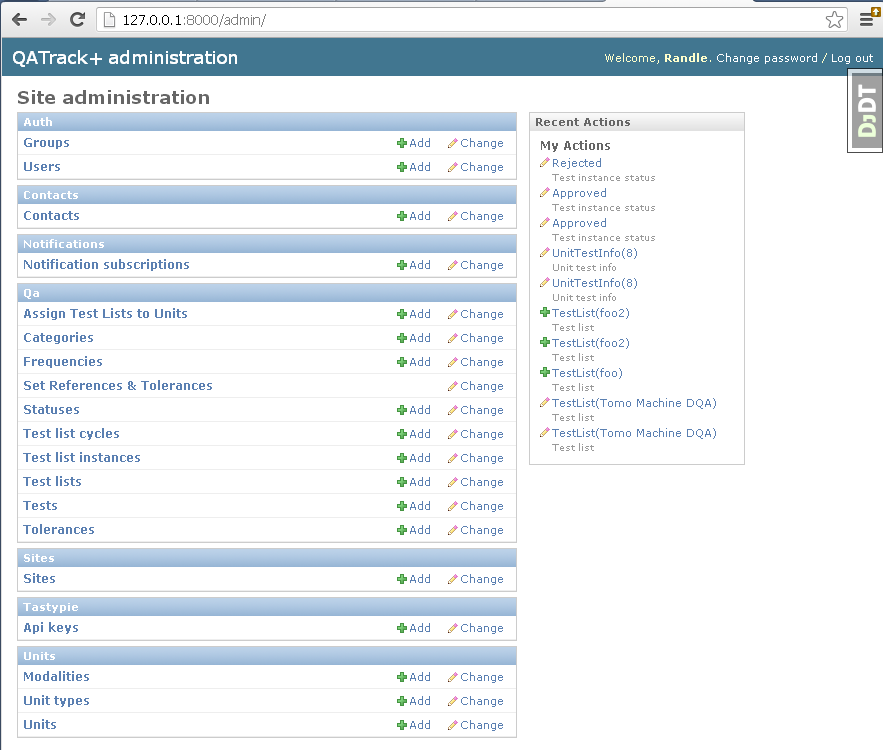 127.0.0.1:8000/admin/
QATrack+ administration
Welcome, Randle. Change password / Log out
DJDT
Site administration
Auth
Groups Add Change
Users Add Change
Contacts
Contacts Add Change
Notifications
Notification subscriptions Add Change
Qa
Assign Test Lists to Units Add Change
Categories Add Change
Frequencies Add Change
Set References & Tolerances Change
Statuses Add Change
Test list cycles Add Change
Test list instances Add Change
Test lists Add Change
Tests Add Change
Tolerances Add Change
Sites
Sites Add Change
Tastypie
Api keys Add Change
Units
Modalities Add Change
Unit types Add Change
Units Add Change
Recent Actions
My Actions
Rejected
Test instance status
Approved
Test instance status
Approved
Test instance status
UnitTestInfo(8)
Unit test info
UnitTestInfo(8)
Unit test info
TestList(foo2)
Test list
TestList(foo2)
Test list
TestList(foo)
Test list
TestList(Tomo Machine DQA)
Test list
TestList(Tomo Machine DQA)
Test list